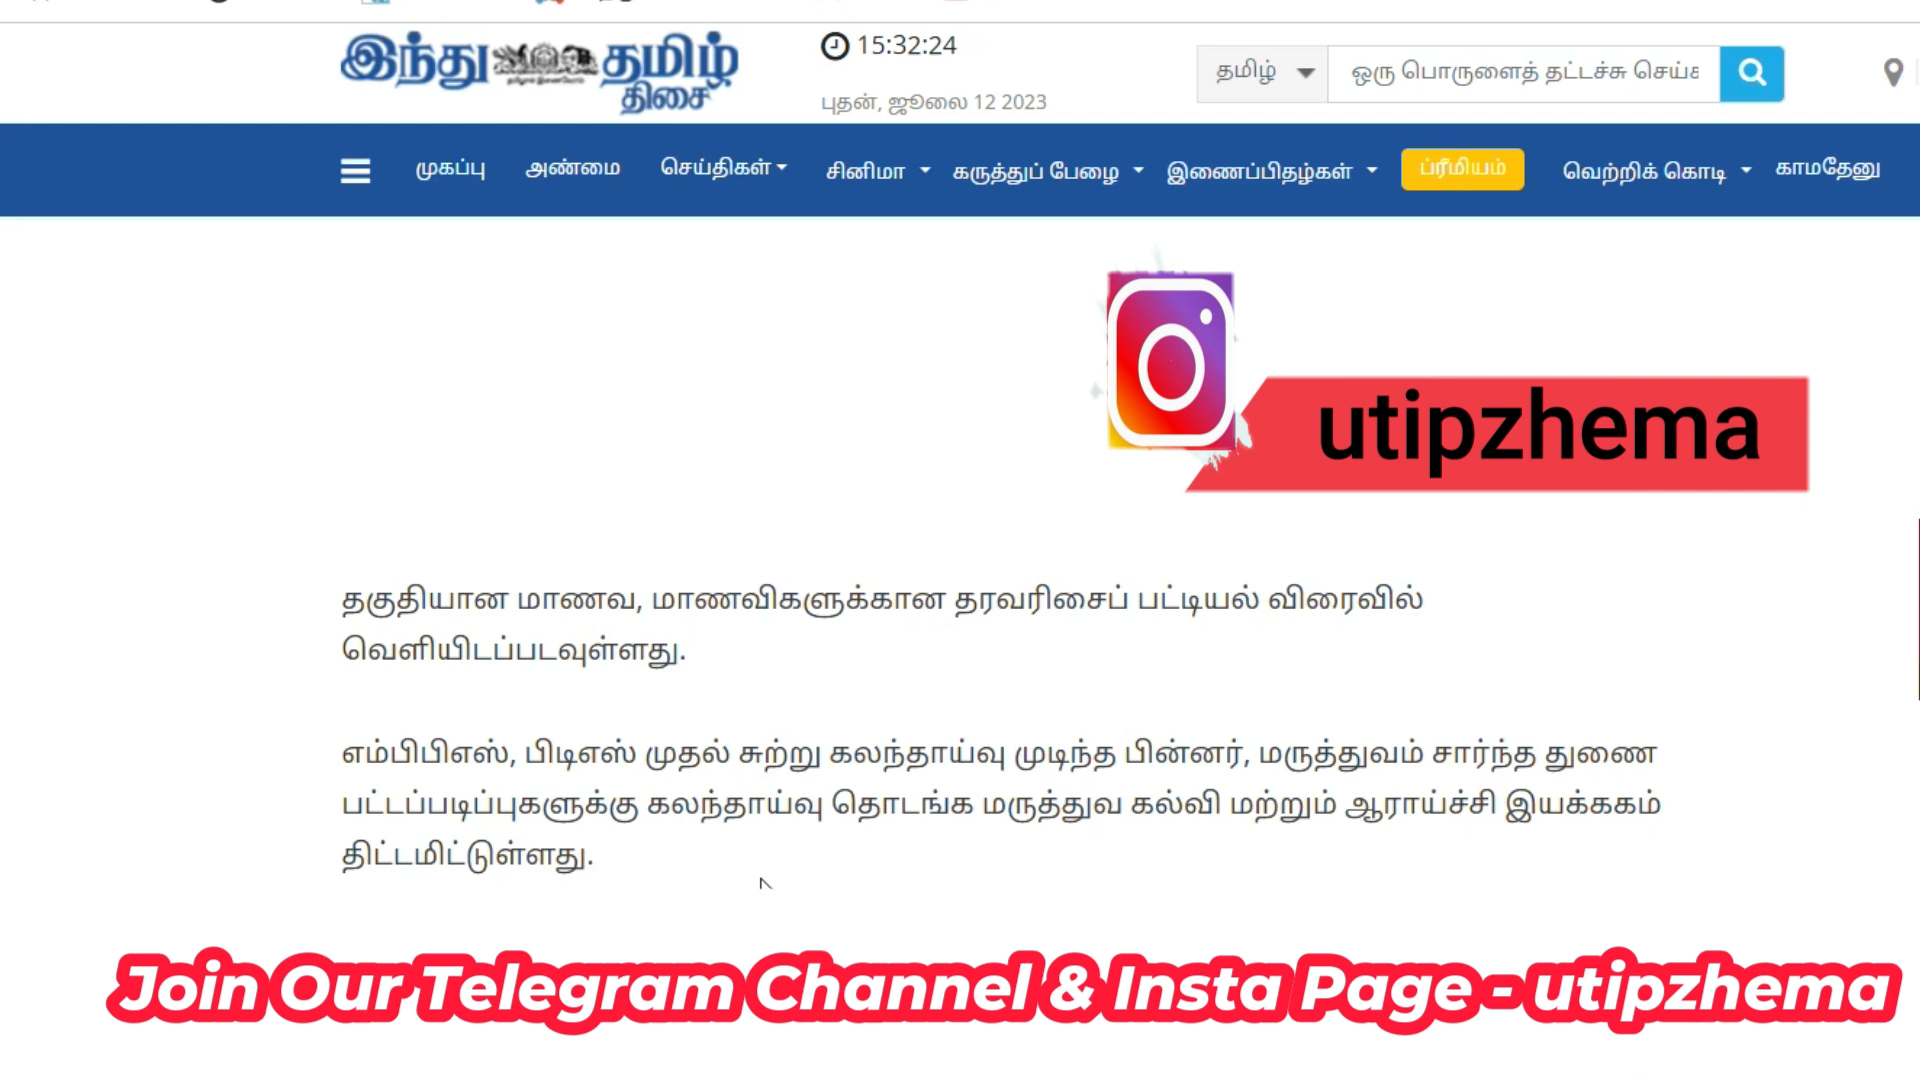 இந்து தமிழ் திசை
15:32:24
புதன், ஜூலை 12 2023
தமிழ்
ஒரு பொருளைத் தட்டச்சு செய்க
முகப்பு அண்மை செய்திகள் சினிமா கருத்துப் பேழை இணைப்பிதழ்கள் ப்ரீமியம் வெற்றிக் கொடி காமதேனு
utipzhema
தகுதியான மாணவ, மாணவிகளுக்கான தரவரிசைப் பட்டியல் விரைவில்
வெளியிடப்படவுள்ளது.
எம்பிபிஎஸ், பிடிஎஸ் முதல் சுற்று கலந்தாய்வு முடிந்த பின்னர், மருத்துவம் சார்ந்த துணை
பட்டப்படிப்புகளுக்கு கலந்தாய்வு தொடங்க மருத்துவ கல்வி மற்றும் ஆராய்ச்சி இயக்ககம்
திட்டமிட்டுள்ளது.
Join Our Telegram Channel & Insta Page - utipzhema